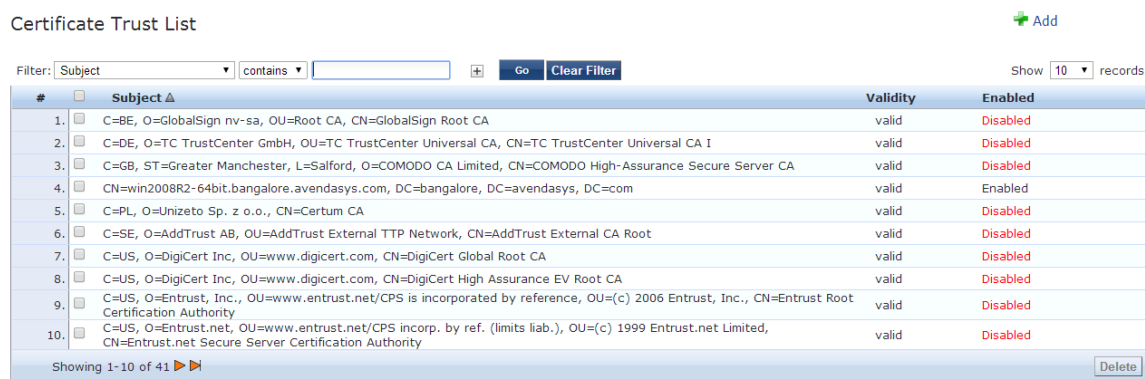 Certificate Trust List
Add
Filter: Subject contains Go Clear Filter Show 10 records
# Subject Validity Enabled
1. C=BE, O=GlobalSign nv-sa, OU=Root CA, CN=GlobalSign Root CA valid Disabled
2. C=DE, O=TC TrustCenter GmbH, OU=TC TrustCenter Universal CA, CN=TC TrustCenter Universal CA I valid Disabled
3. C=GB, ST=Greater Manchester, L=Salford, O=COMODO CA Limited, CN=COMODO High-Assurance Secure Server CA valid Disabled
4. CN=win2008R2-64bit.bangalore.avendasys.com, DC=bangalore, DC=avendasys, DC=com valid Enabled
5. C=PL, O=Unizeto Sp. z o.o., CN=Certum CA valid Disabled
6. C=SE, O=AddTrust AB, OU=AddTrust External TTP Network, CN=AddTrust External CA Root valid Disabled
7. C=US, O=DigiCert Inc, OU=www.digicert.com, CN=DigiCert Global Root CA valid Disabled
8. C=US, O=DigiCert Inc, OU=www.digicert.com, CN=DigiCert High Assurance EV Root CA valid Disabled
9. C=US, O=Entrust, Inc., OU=www.entrust.net/CPS is incorporated by reference, OU=(c) 2006 Entrust, Inc., CN=Entrust Root
Certification Authority valid Disabled
10. C=US, O=Entrust.net, OU=www.entrust.net/CPS incorp. by ref. (limits liab.), OU=(c) 1999 Entrust.net Limited,
CN=Entrust.net Secure Server Certification Authority valid Disabled
Showing 1-10 of 41 Delete